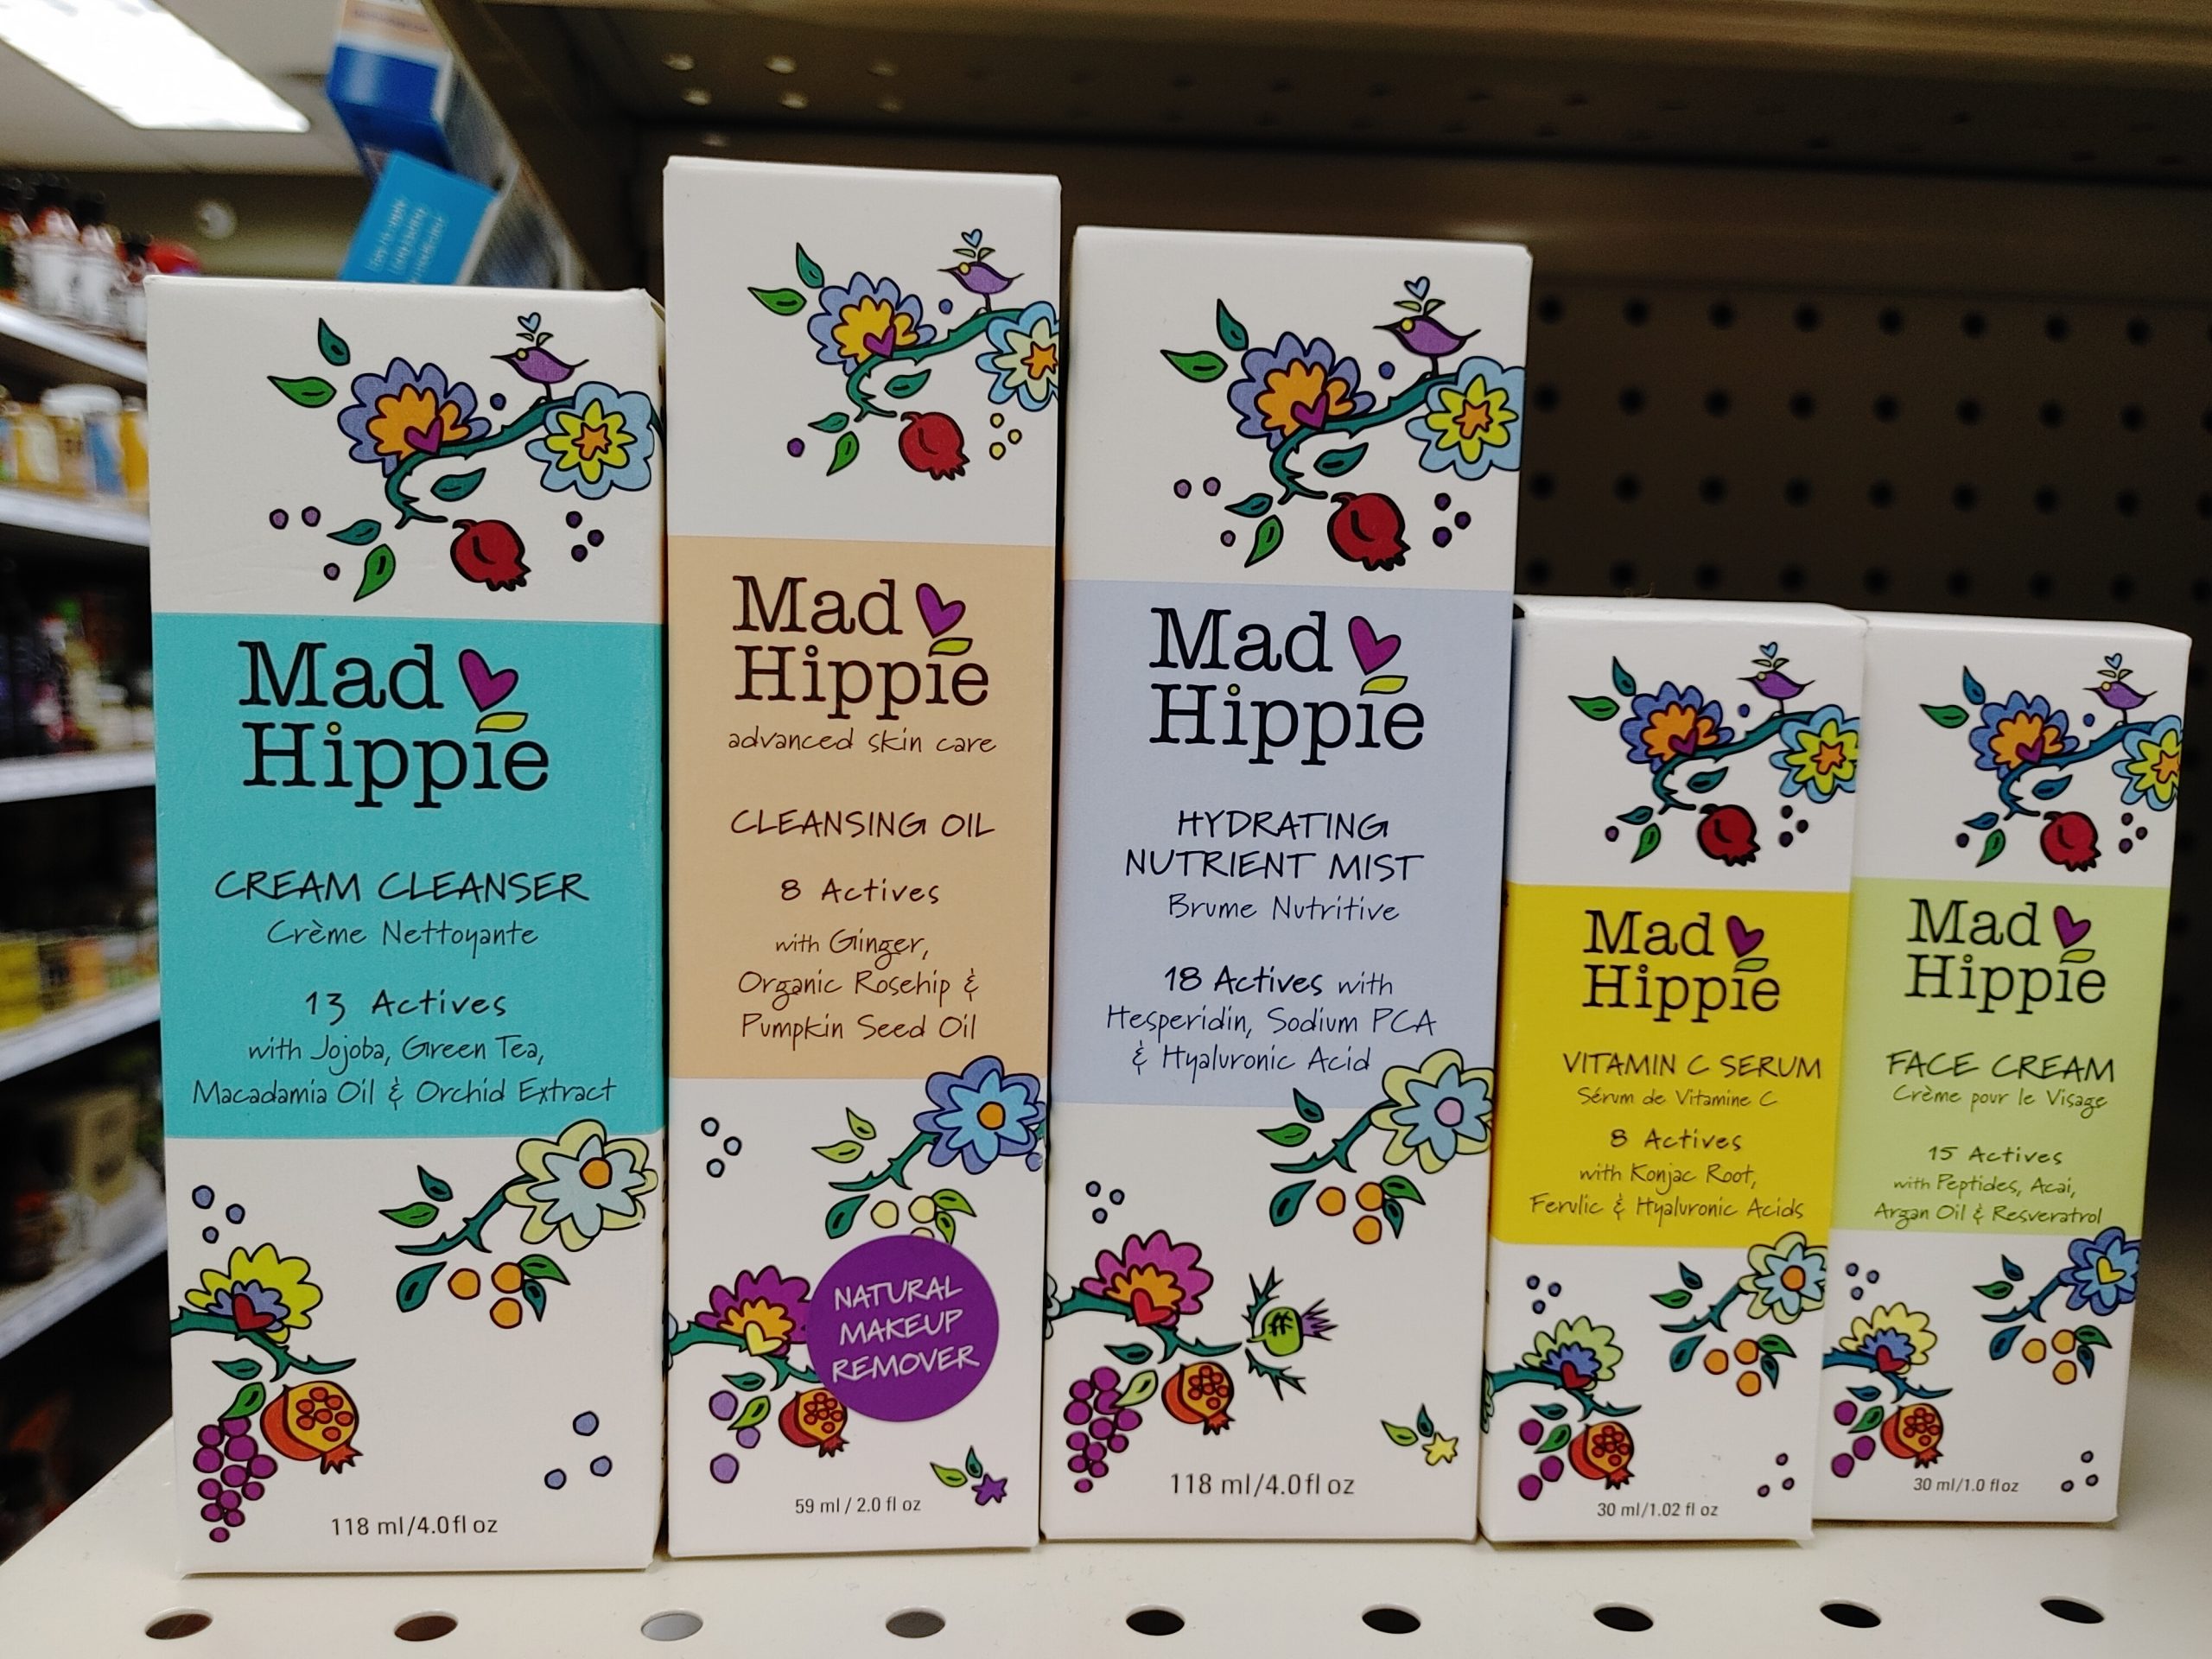 Mad
Hippie
CREAM CLEANSER
Crème Nettoyante
13 Actives
with Jojoba, Green Tea,
Macadamia Oil & Orchid Extract
118 ml/4.0 fl oz
Mad
Hippie
advanced skin care
CLEANSING OIL
8 Actives
with Ginger,
Organic Rosehip &
Pumpkin Seed Oil
NATURAL
MAKEUP
REMOVER
59 ml / 2.0 fl oz
Mad
Hippie
HYDRATING
NUTRIENT MIST
Brume Nutritive
18 Actives with
Hesperidin, Sodium PCA
& Hyaluronic Acid
118 ml/4.0 fl oz
Mad
Hippie
VITAMIN C SERUM
Sérum de Vitamine C
8 Actives
with Konjac Root,
Ferulic & Hyaluronic Acids
30 ml/1.02 fl oz
Mad
Hippie
FACE CREAM
Crème pour le Visage
15 Actives
with Peptides, Acai,
Argan Oil & Resveratrol
30 ml/1.0 fl oz